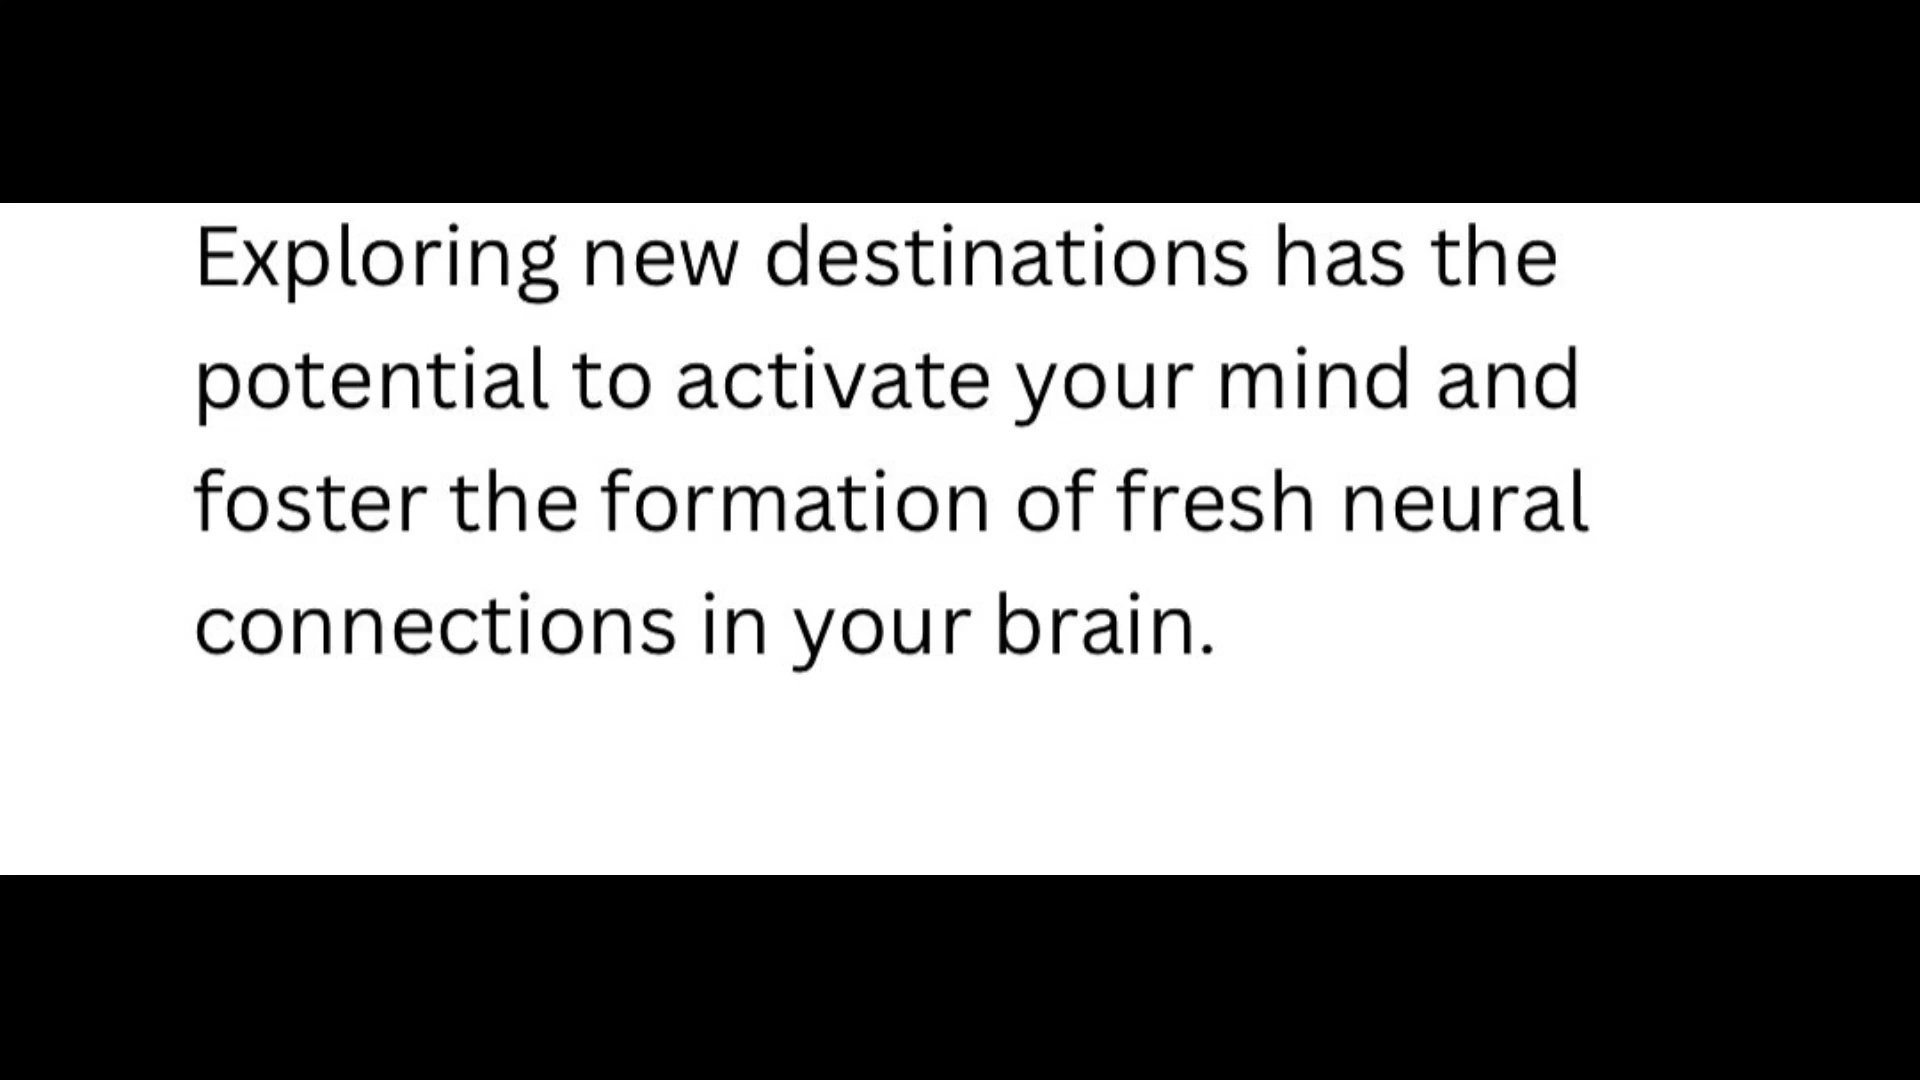 Exploring new destinations has the
potential to activate your mind and
foster the formation of fresh neural
connections in your brain.